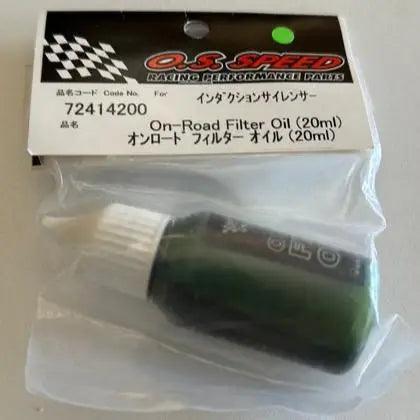 O.S. SPEED
RACING PERFORMANCE PARTS
品名コード Code No. For インダクションサイレンサー
72414200
品名 On-Road Filter Oil (20ml)
オンロード フィルター オイル (20ml)